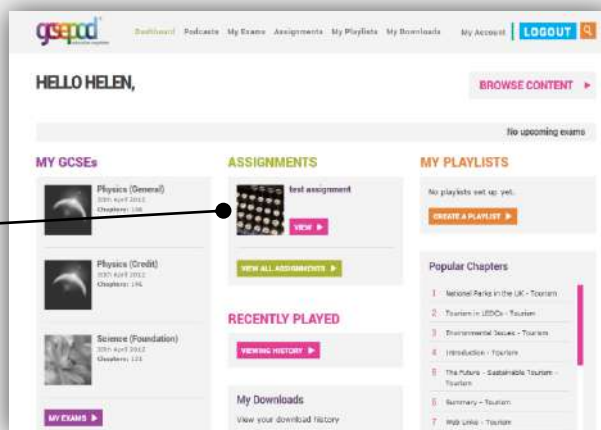 gcsepod
Dashboard Podcasts My Exams Assignments My Playlists My Downloads My Account LOGOUT
HELLO HELEN,
BROWSE CONTENT
No upcoming exams
MY GCSEs
Physics (General)
30th April 2012
Chapters: 196
Physics (Credit)
30th April 2012
Chapters: 196
Science (Foundation)
30th April 2012
Chapters:
MY EXAMS
ASSIGNMENTS
test assignment
VIEW
VIEW ALL ASSIGNMENTS
RECENTLY PLAYED
VIEWING HISTORY
My Downloads
View your download history
MY PLAYLISTS
No playlists set up yet.
CREATE A PLAYLIST
Popular Chapters
1 National Parks in the UK - Tourism
2 Tourism in LEDCs - Tourism
3 Environmental Issues - Tourism
4 Introduction - Tourism
5 The Future - Sustainable Tourism -
Tourism
6 Summary - Tourism
7 Web Links - Tourism